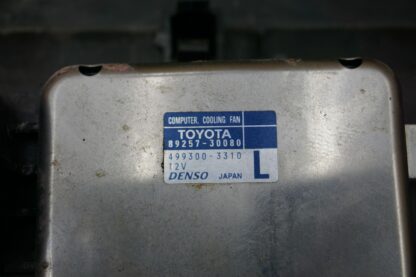 COMPUTER, COOLING FAN
TOYOTA
89257-30080
499300-3310
12V
DENSO JAPAN
L